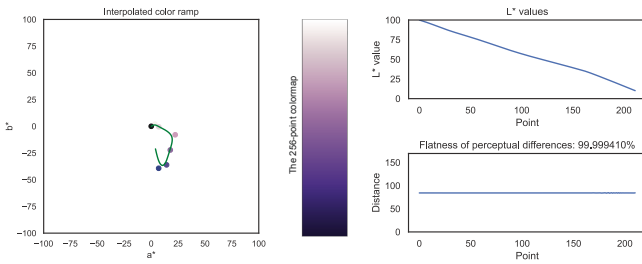 Interpolated color ramp
100
75
50
25
0
−25
−50
−75
−100
−100 −75 −50 −25 0 25 50 75 100
a*
b*
The 256-point colormap
L* values
100
75
50
25
0
0 50 100 150 200
Point
L* value
Flatness of perceptual differences: 99.999410%
150
100
50
0
0 50 100 150 200
Point
Distance